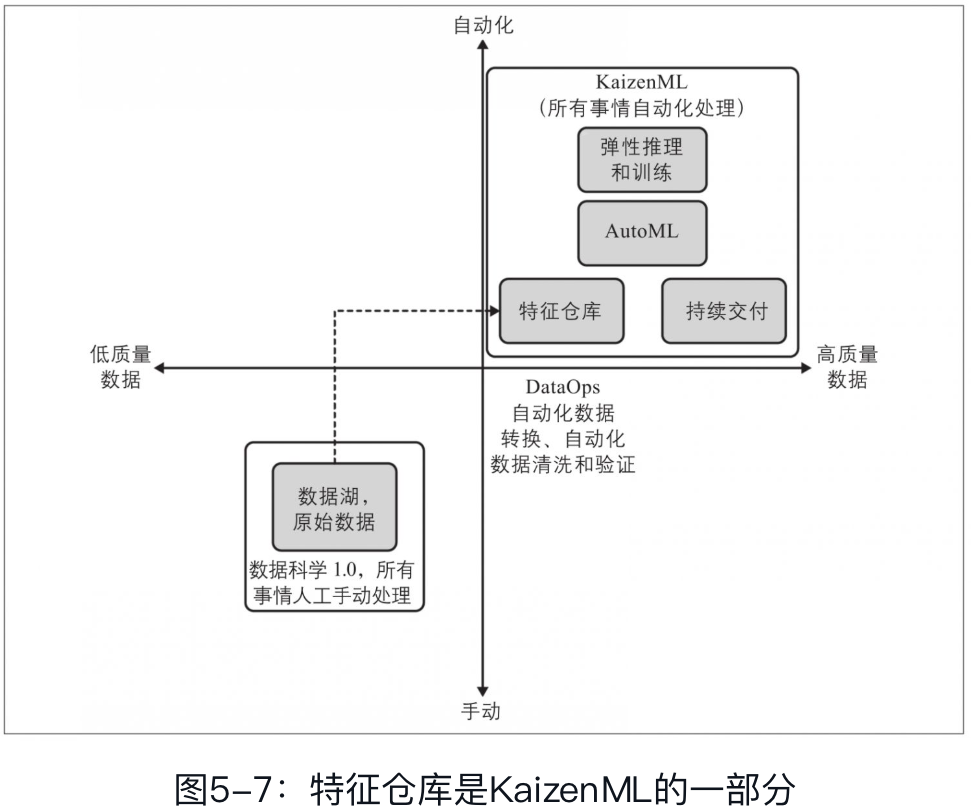 自动化
KaizenML
（所有事情自动化处理）
弹性推理
和训练
AutoML
特征仓库
持续交付
低质量
数据
高质量
数据
DataOps
自动化数据
转换、自动化
数据清洗和验证
数据湖，
原始数据
数据科学 1.0，所有
事情人工手动处理
手动
图5-7：特征仓库是KaizenML的一部分